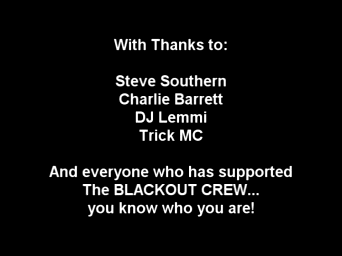 With Thanks to:
Steve Southern
Charlie Barrett
DJ Lemmi
Trick MC
And everyone who has supported
The BLACKOUT CREW...
you know who you are!